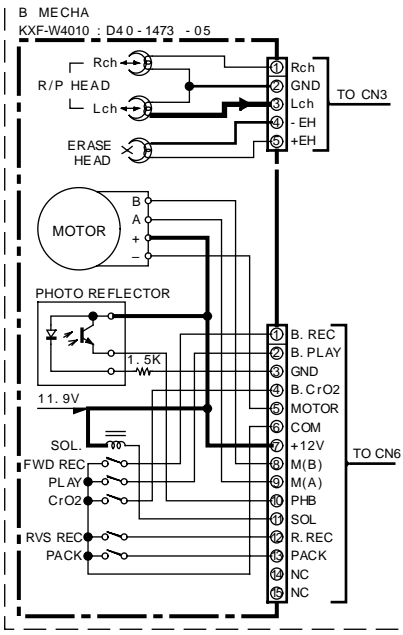 B MECHA
KXF-W4010 : D40-1473 -05
Rch
R/P HEAD
Lch
ERASE
HEAD
1 Rch
2 GND
3 Lch
4 -EH
5 +EH
TO CN3
MOTOR
B
A
+
–
PHOTO REFLECTOR
1.5K
11.9V
SOL.
FWD REC
PLAY
CrO2
RVS REC
PACK
1 B. REC
2 B. PLAY
3 GND
4 B. CrO2
5 MOTOR
6 COM
7 +12V
8 M(B)
9 M(A)
10 PHB
11 SOL
12 R. REC
13 PACK
14 NC
15 NC
TO CN6